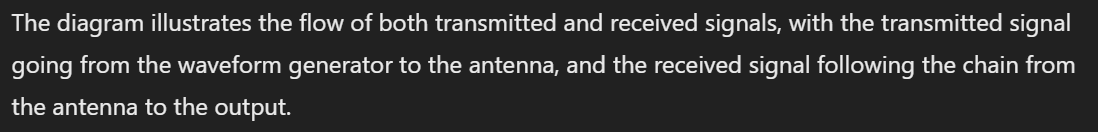 The diagram illustrates the flow of both transmitted and received signals, with the transmitted signal
going from the waveform generator to the antenna, and the received signal following the chain from
the antenna to the output.